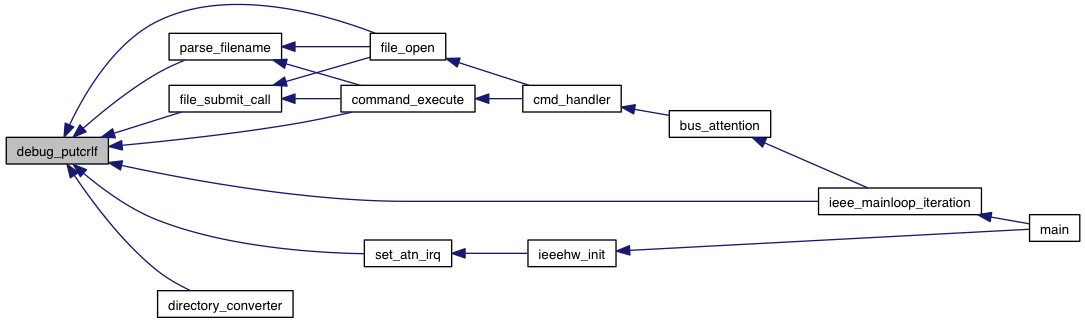 parse_filename
file_open
file_submit_call
command_execute
cmd_handler
bus_attention
debug_putcrlf
ieee_mainloop_iteration
main
set_atn_irq
ieeehw_init
directory_converter